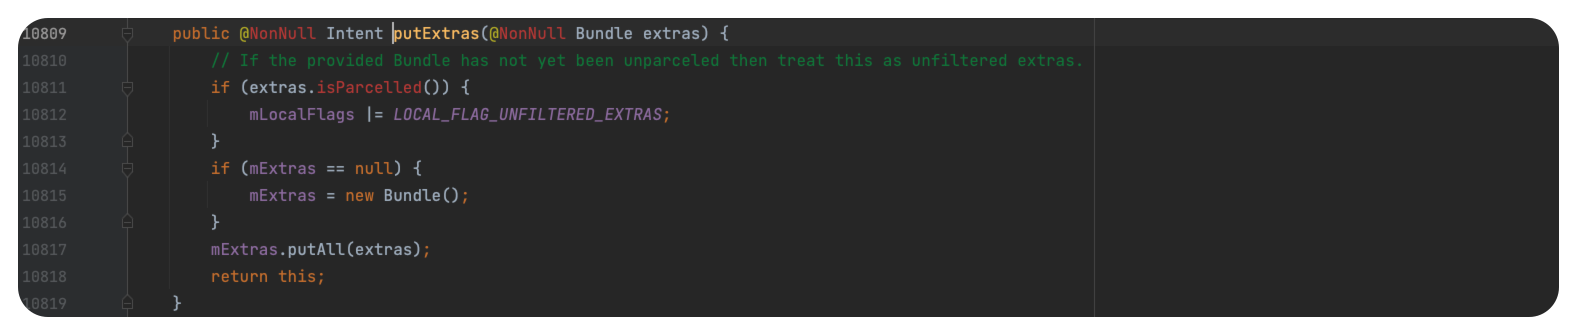 10809 public @NonNull Intent putExtras(@NonNull Bundle extras) {
10810 // If the provided Bundle has not yet been unparceled then treat this as unfiltered extras.
10811 if (extras.isParcelled()) {
10812 mLocalFlags |= LOCAL_FLAG_UNFILTERED_EXTRAS;
10813 }
10814 if (mExtras == null) {
10815 mExtras = new Bundle();
10816 }
10817 mExtras.putAll(extras);
10818 return this;
10819 }